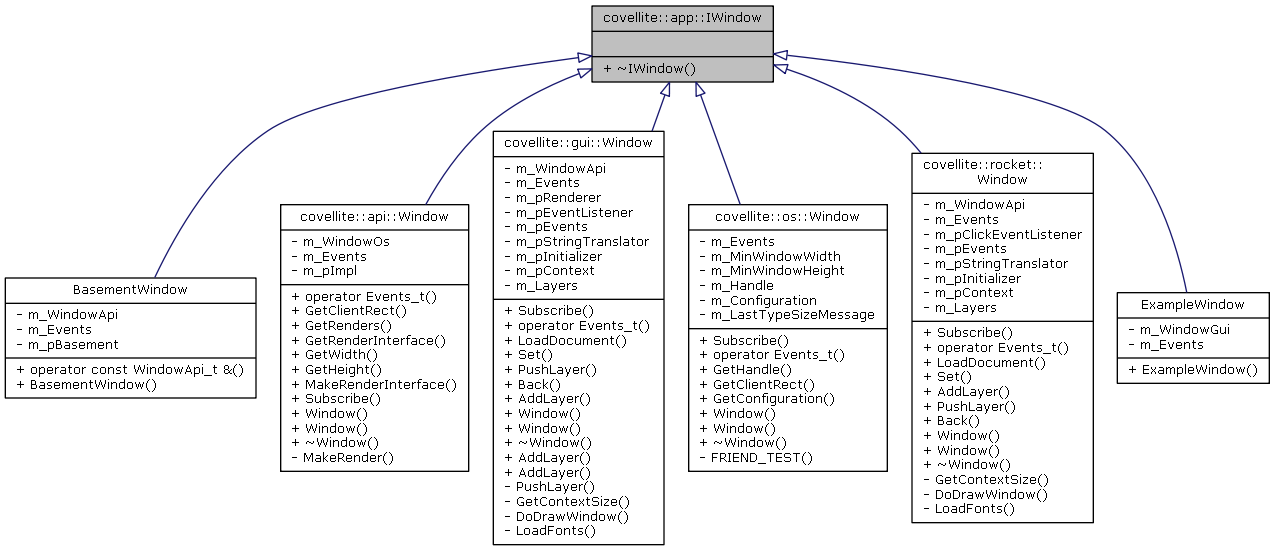 covellite::app::IWindow
+ ~IWindow()
BasementWindow
- m_WindowApi
- m_Events
- m_pBasement
+ operator const WindowApi_t &()
+ BasementWindow()
covellite::api::Window
- m_WindowOs
- m_Events
- m_pImpl
+ operator Events_t()
+ GetClientRect()
+ GetRenders()
+ GetRenderInterface()
+ GetWidth()
+ GetHeight()
+ MakeRenderInterface()
+ Subscribe()
+ Window()
+ Window()
+ ~Window()
- MakeRender()
covellite::gui::Window
- m_WindowApi
- m_Events
- m_pRenderer
- m_pEventListener
- m_pEvents
- m_pStringTranslator
- m_pInitializer
- m_pContext
- m_Layers
+ Subscribe()
+ operator Events_t()
+ LoadDocument()
+ Set()
+ PushLayer()
+ Back()
+ AddLayer()
+ Window()
+ Window()
+ ~Window()
+ AddLayer()
+ AddLayer()
- PushLayer()
- GetContextSize()
- DoDrawWindow()
- LoadFonts()
covellite::os::Window
- m_Events
- m_MinWindowWidth
- m_MinWindowHeight
- m_Handle
- m_Configuration
- m_LastTypeSizeMessage
+ Subscribe()
+ operator Events_t()
+ GetHandle()
+ GetClientRect()
+ GetConfiguration()
+ Window()
+ Window()
+ ~Window()
- FRIEND_TEST()
covellite::rocket::
Window
- m_WindowApi
- m_Events
- m_pClickEventListener
- m_pEvents
- m_pStringTranslator
- m_pInitializer
- m_pContext
- m_Layers
+ Subscribe()
+ operator Events_t()
+ LoadDocument()
+ Set()
+ AddLayer()
+ PushLayer()
+ Back()
+ Window()
+ Window()
+ ~Window()
- GetContextSize()
- DoDrawWindow()
- LoadFonts()
ExampleWindow
- m_WindowGui
- m_Events
+ ExampleWindow()